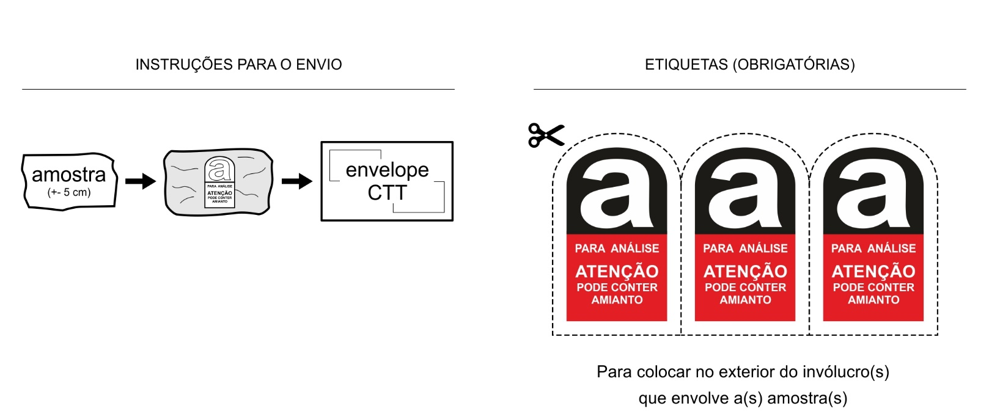 INSTRUÇÕES PARA O ENVIO
amostra
(+- 5 cm)
a
PARA ANÁLISE
ATENÇÃO
PODE CONTER
AMIANTO
envelope
CTT
ETIQUETAS (OBRIGATÓRIAS)
a
PARA ANÁLISE
ATENÇÃO
PODE CONTER
AMIANTO
a
PARA ANÁLISE
ATENÇÃO
PODE CONTER
AMIANTO
a
PARA ANÁLISE
ATENÇÃO
PODE CONTER
AMIANTO
Para colocar no exterior do invólucro(s)
que envolve a(s) amostra(s)